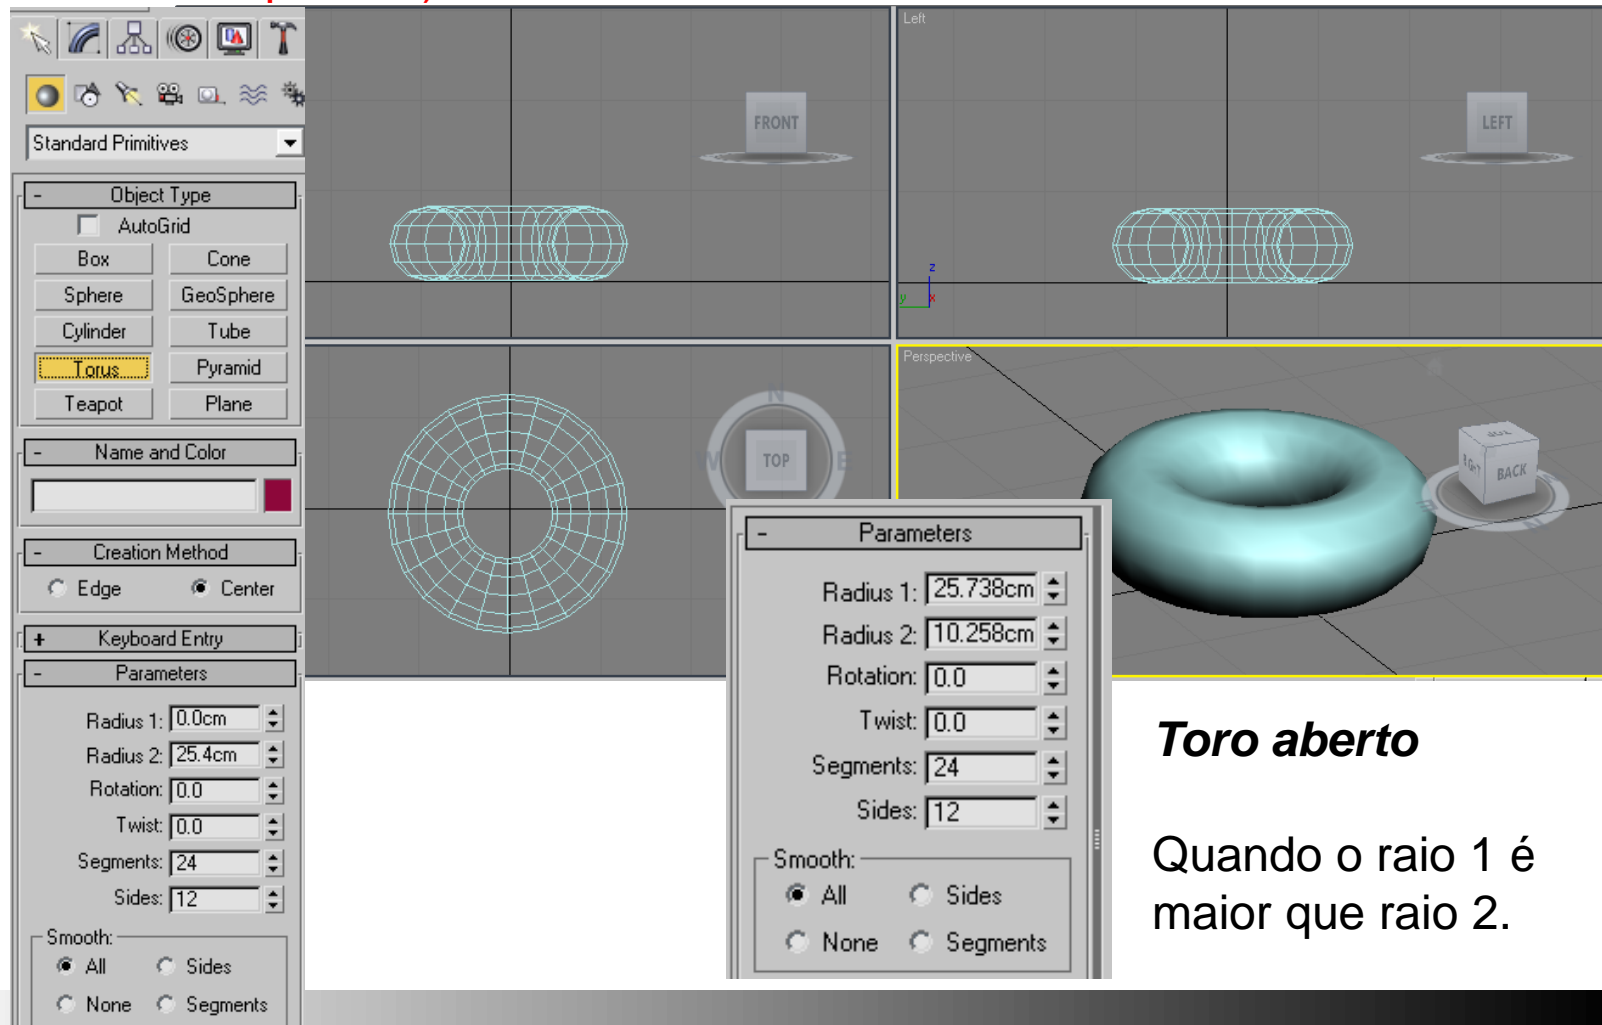 Standard Primitives
Object Type
AutoGrid
Box Cone
Sphere GeoSphere
Cylinder Tube
Torus Pyramid
Teapot Plane
- Name and Color
- Creation Method
Edge Center
+ Keyboard Entry
- Parameters
Radius 1: 0.0cm
Radius 2: 25.4cm
Rotation: 0.0
Twist: 0.0
Segments: 24
Sides: 12
Smooth:
All Sides
None Segments
FRONT
Left
LEFT
z
y x
N
W TOP E
Perspective
TOP
RIGHT BACK
E
N
- Parameters
Radius 1: 25.738cm
Radius 2: 10.258cm
Rotation: 0.0
Twist: 0.0
Segments: 24
Sides: 12
Smooth:
All Sides
None Segments
Toro aberto
Quando o raio 1 é
maior que raio 2.